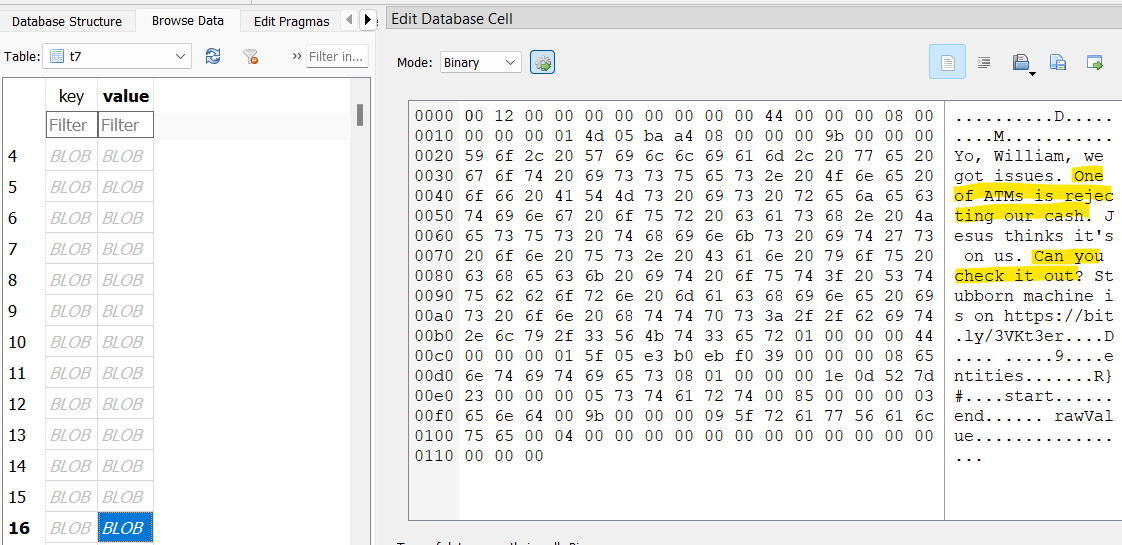 Database Structure
Browse Data
Edit Pragmas
Table:
t7
Filter in...
key value
Filter Filter
4 BLOB BLOB
5 BLOB BLOB
6 BLOB BLOB
7 BLOB BLOB
8 BLOB BLOB
9 BLOB BLOB
10 BLOB BLOB
11 BLOB BLOB
12 BLOB BLOB
13 BLOB BLOB
14 BLOB BLOB
15 BLOB BLOB
16 BLOB BLOB
Edit Database Cell
Mode: Binary
0000 00 12 00 00 00 00 00 00 00 00 44 00 00 00 08 00 ..........D.....
0010 00 00 00 01 4d 05 ba a4 08 00 00 00 9b 00 00 00 ....M...........
0020 59 6f 2c 20 57 69 6c 6c 69 61 6d 2c 20 77 65 20 Yo, William, we
0030 67 6f 74 20 69 73 73 75 65 73 2e 20 4f 6e 65 20 got issues. One
0040 6f 66 20 41 54 4d 73 20 69 73 20 72 65 6a 65 63 of ATMs is rejec
0050 74 69 6e 67 20 6f 75 72 20 63 61 73 68 2e 20 4a ting our cash. J
0060 65 73 75 73 20 74 68 69 6e 6b 73 20 69 74 27 73 esus thinks it's
0070 20 6f 6e 20 75 73 2e 20 43 61 6e 20 79 6f 75 20 on us. Can you
0080 63 68 65 63 6b 20 69 74 20 6f 75 74 3f 20 53 74 check it out? St
0090 75 62 62 6f 72 6e 20 6d 61 63 68 69 6e 65 20 69 ubborn machine i
00a0 73 20 6f 6e 20 68 74 74 70 73 3a 2f 2f 62 69 74 s on https://bit
00b0 2e 6c 79 2f 33 56 4b 74 33 65 72 01 00 00 00 44 .ly/3VKt3er....D
00c0 00 00 00 01 5f 05 e3 b0 eb f0 39 00 00 00 08 65 .... .....9....e
00d0 6e 74 69 74 69 65 73 08 01 00 00 00 1e 0d 52 7d ntities.......R}
00e0 23 00 00 00 05 73 74 61 72 74 00 85 00 00 00 03 #....start......
00f0 65 6e 64 00 9b 00 00 00 09 5f 72 61 77 56 61 6c end...... rawVal
0100 75 65 00 04 00 00 00 00 00 00 00 00 00 00 00 00 ue..............
0110 00 00 00 ...